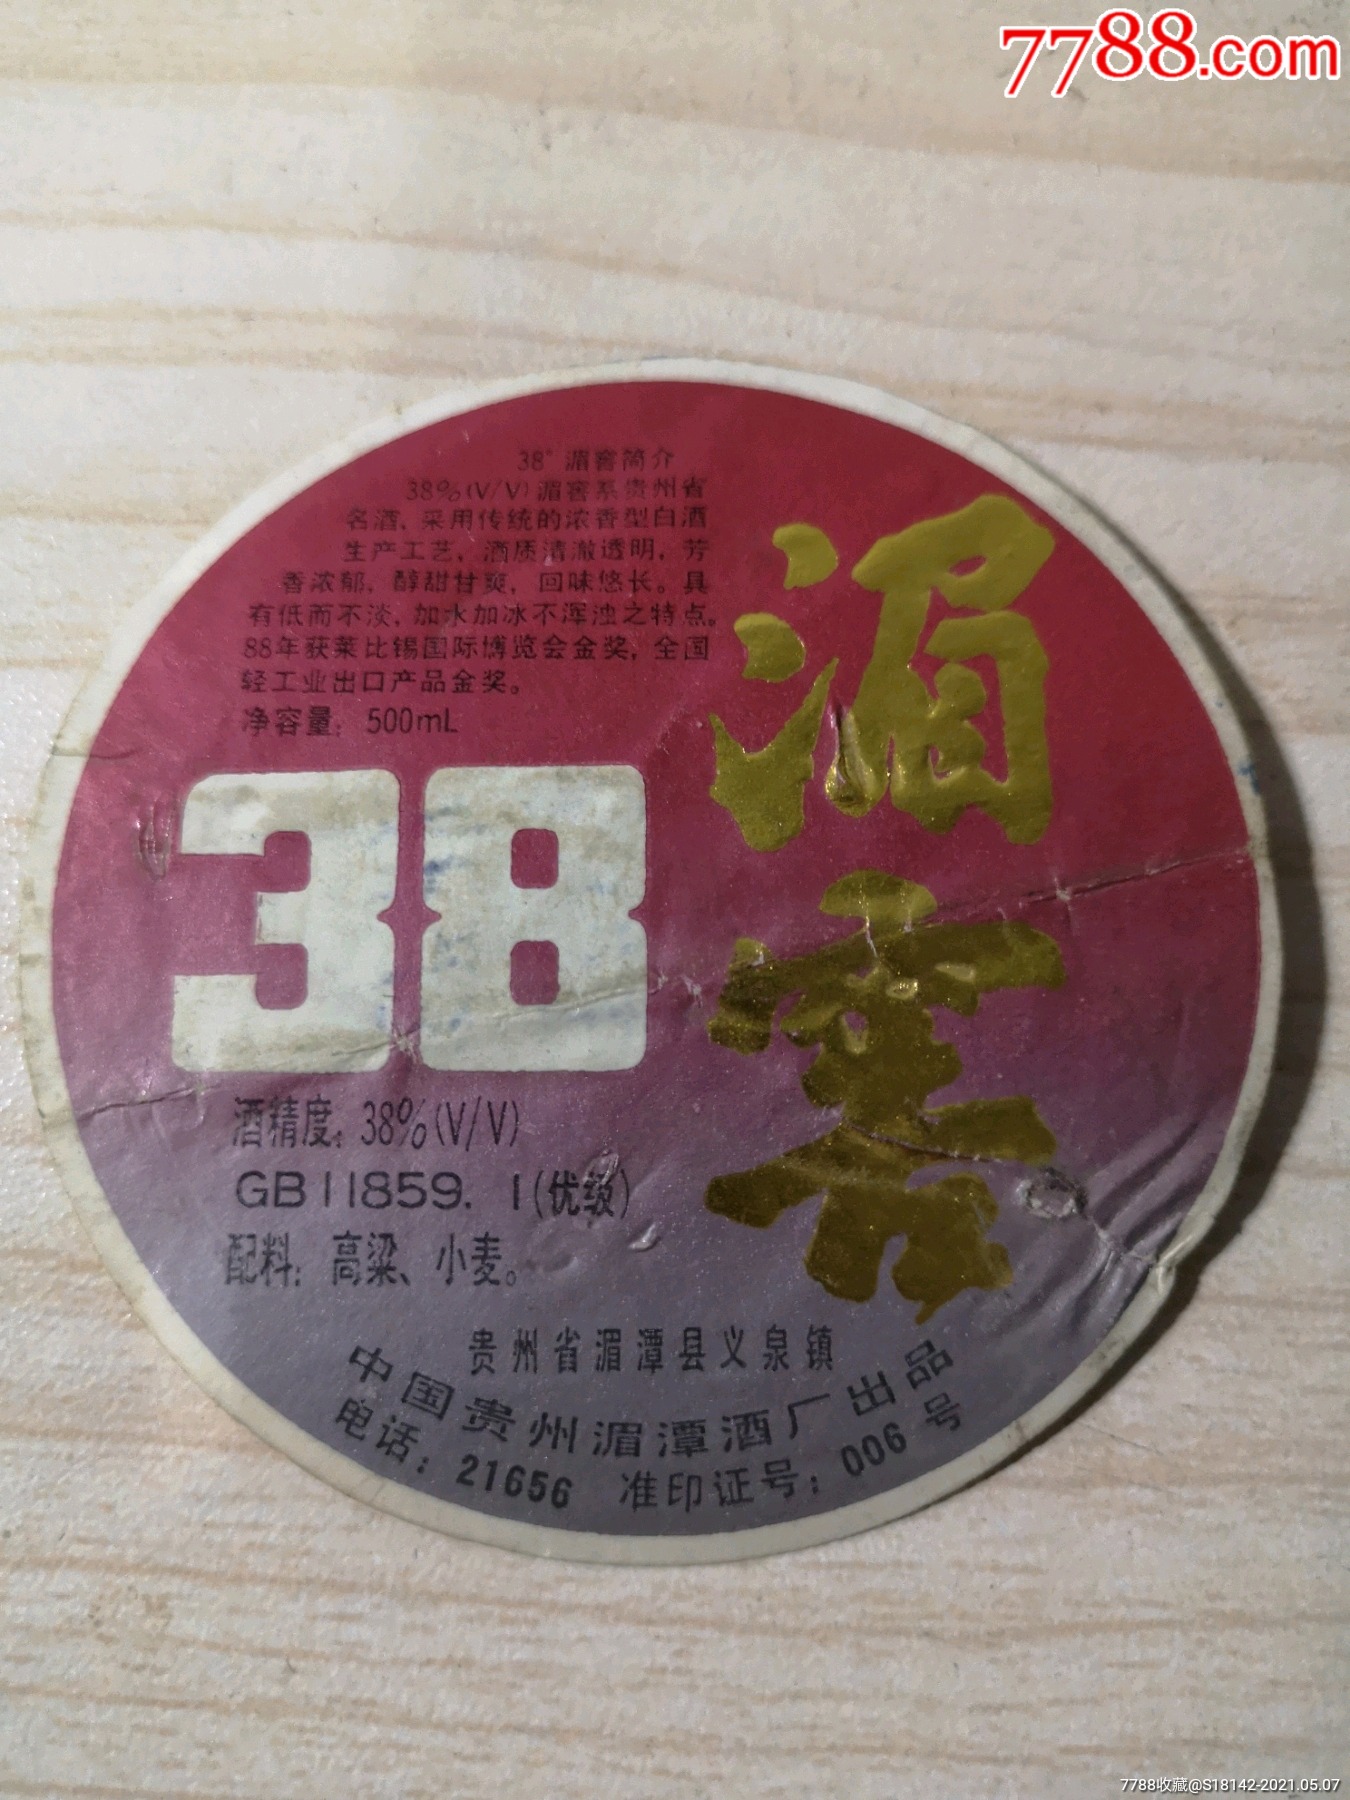 7788.com
38°湄窖简介
38%(V/V)湄窖系贵州省
名酒、采用传统的浓香型白酒
生产工艺，酒质清澈透明，芳
香浓郁，醇甜甘爽，回味悠长。具
有低而不淡，加水加冰不浑浊之特点。
88年获莱比锡国际博览会金奖，全国
轻工业出口产品金奖。
净容量：500mL
湄窖
38
酒精度：38%(V/V)
GB11859.1(优级)
配料：高粱、小麦。
贵州省湄潭县义泉镇
中国贵州湄潭酒厂出品
电话：21656 准印证号：006号
7788收藏@S18142-2021.05.07